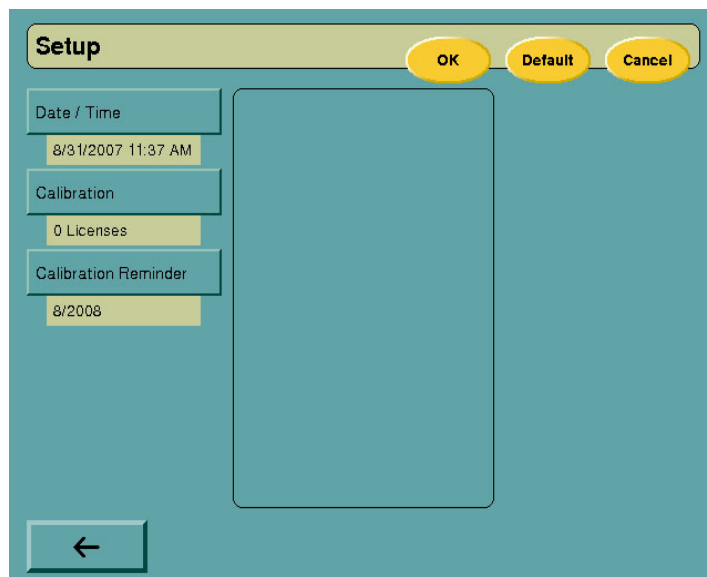 Setup
OK
Default
Cancel
Date / Time
8/31/2007 11:37 AM
Calibration
0 Licenses
Calibration Reminder
8/2008